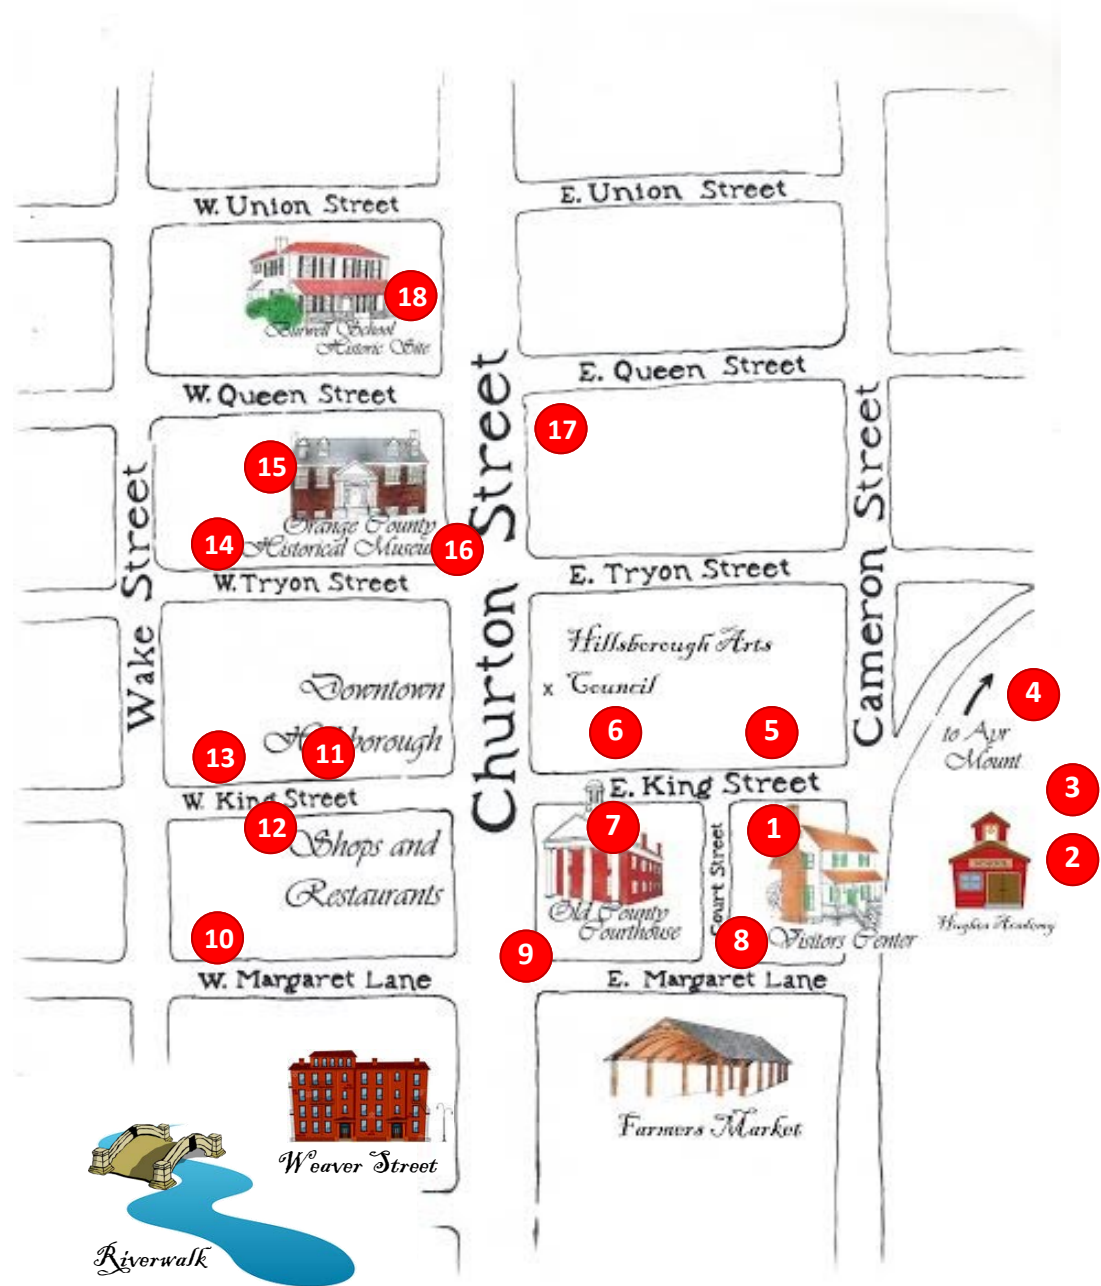 W. Union Street
E. Union Street
18
Burwell School
Historic Site
Churton Street
E. Queen Street
W. Queen Street
17
Cameron Street
15
Wake Street
Orange County
14
Historical Museum
16
W. Tryon Street
E. Tryon Street
Hillsborough Arts
x Council
Downtown
Hillsborough
4
to Ayr
Mount
6
5
13
11
3
E. King Street
W. King Street
12
7
1
2
Shops and
Restaurants
Court Street
Old County
Courthouse
Hughes Academy
10
9
8
Visitors Center
W. Margaret Lane
E. Margaret Lane
SCHOOL
Farmers Market
Weaver Street
Riverwalk